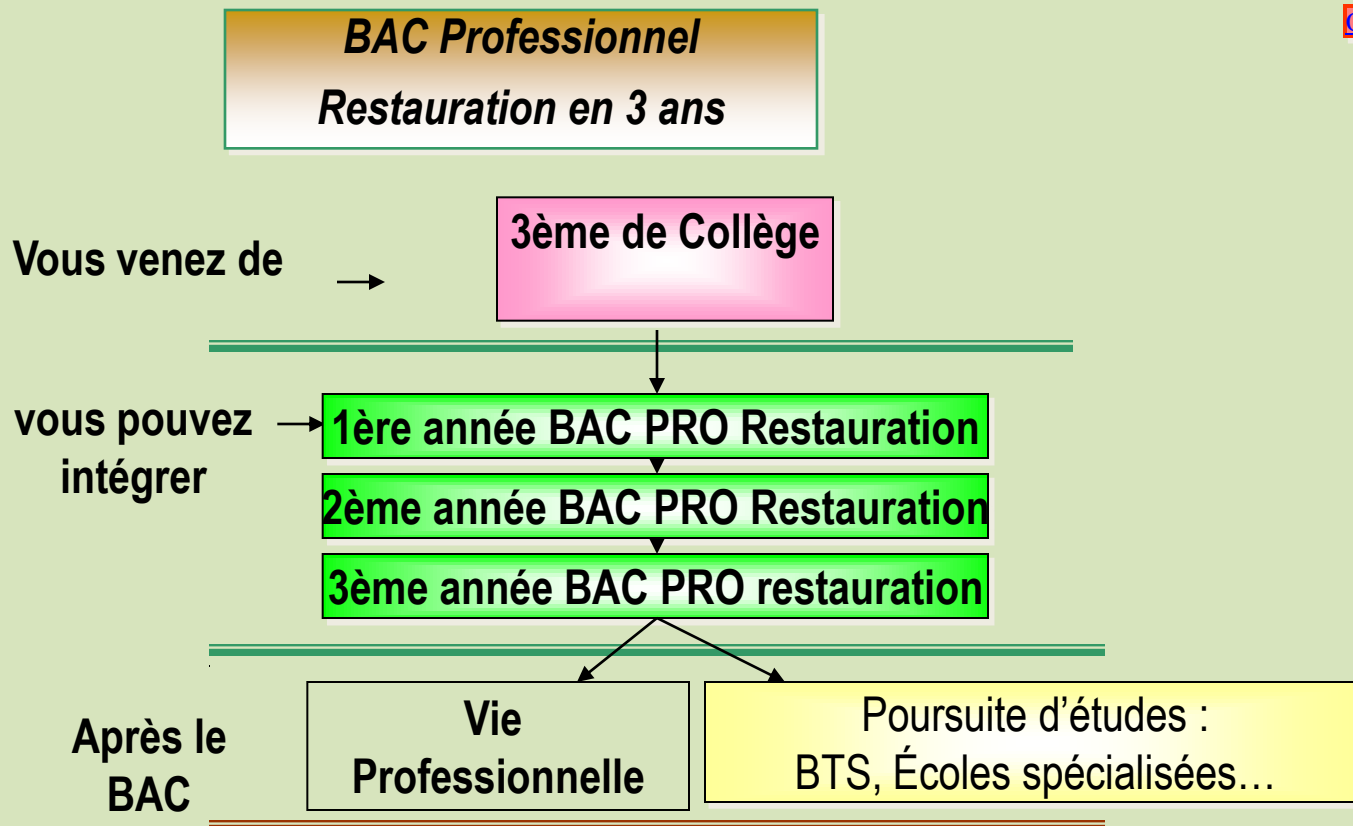 BAC Professionnel
Restauration en 3 ans
Vous venez de
3ème de Collège
vous pouvez
intégrer
1ère année BAC PRO Restauration
2ème année BAC PRO Restauration
3ème année BAC PRO restauration
Après le
BAC
Vie
Professionnelle
Poursuite d’études :
BTS, Écoles spécialisées…